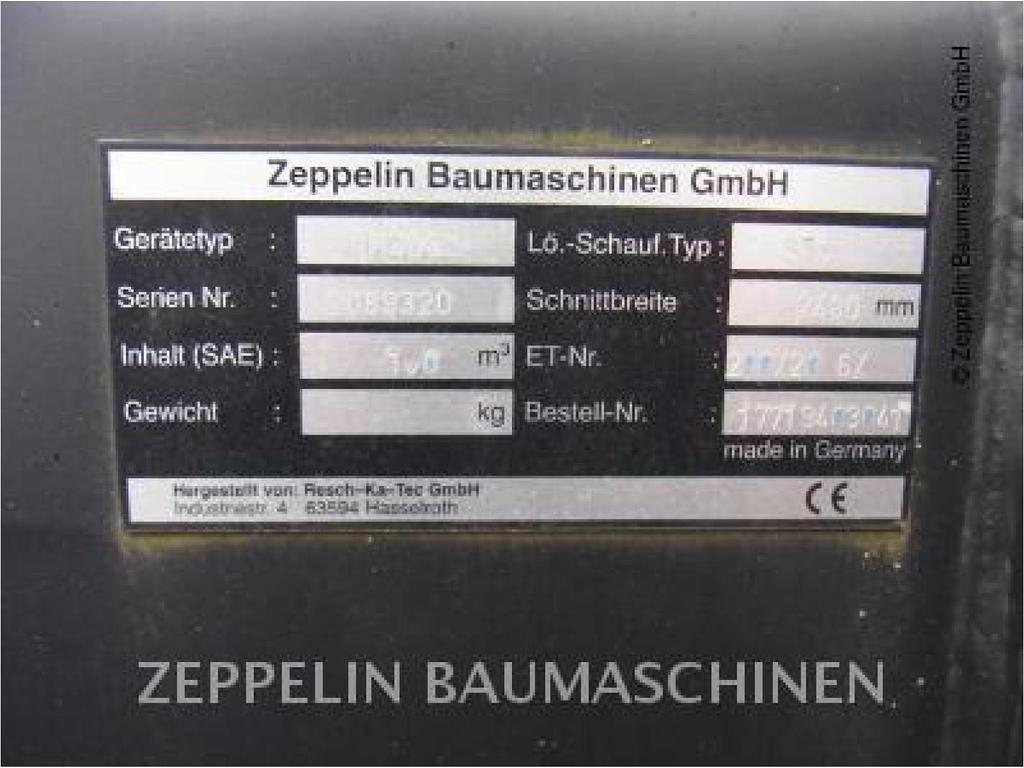 Zeppelin Baumaschinen GmbH
Gerätetyp :
Lö.-Schauf.Typ :
Serien Nr. :
Schnittbreite : mm
Inhalt (SAE) : m³
ET-Nr. :
Gewicht : kg
Bestell-Nr. :
made in Germany
Hergestellt von: Resch-Ka-Tec GmbH
Industriestr. 4 63594 Hasselroth
CE
ZEPPELIN BAUMASCHINEN
© Zeppelin Baumaschinen GmbH